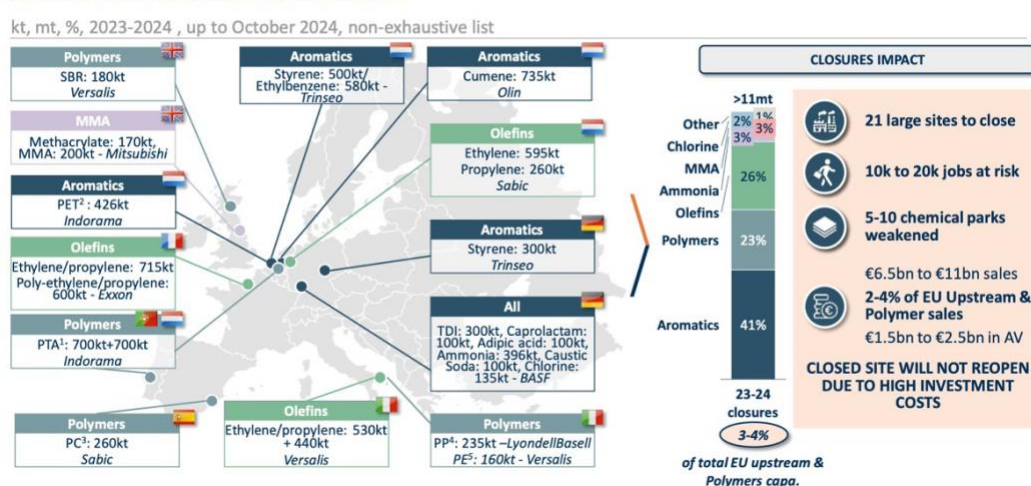 kt, mt, %, 2023-2024 , up to October 2024, non-exhaustive list
Polymers
SBR: 180kt
Versalis
MMA
Methacrylate: 170kt,
MMA: 200kt - Mitsubishi
Aromatics
PET² : 426kt
Indorama
Olefins
Ethylene/propylene: 715kt
Poly-ethylene/propylene:
600kt - Exxon
Polymers
PTA¹: 700kt+700kt
Indorama
Polymers
PC³: 260kt
Sabic
Aromatics
Styrene: 500kt/
Ethylbenzene: 580kt -
Trinseo
Olefins
Ethylene/propylene: 530kt
+ 440kt
Versalis
Aromatics
Cumene: 735kt
Olin
Olefins
Ethylene: 595kt
Propylene: 260kt
Sabic
Aromatics
Styrene: 300kt
Trinseo
All
TDI: 300kt, Caprolactam:
100kt, Adipic acid: 100kt,
Ammonia: 396kt, Caustic
Soda: 100kt, Chlorine:
135kt - BASF
Polymers
PP⁴: 235kt –LyondellBasell
PE⁵: 160kt - Versalis
CLOSURES IMPACT
>11mt
Other
Chlorine
MMA
Ammonia
Olefins
Polymers
Aromatics
2% 1%
3% 3%
26%
23%
41%
23-24
closures
3-4%
of total EU upstream &
Polymers capa.
21 large sites to close
10k to 20k jobs at risk
5-10 chemical parks
weakened
€6.5bn to €11bn sales
2-4% of EU Upstream &
Polymer sales
€1.5bn to €2.5bn in AV
CLOSED SITE WILL NOT REOPEN
DUE TO HIGH INVESTMENT
COSTS